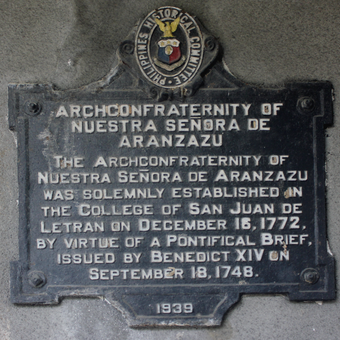 PHILIPPINES HISTORICAL COMMITTEE
ARCHCONFRATERNITY OF
NUESTRA SEÑORA DE
ARANZAZU
THE ARCHCONFRATERNITY OF
NUESTRA SEÑORA DE ARANZAZU
WAS SOLEMNLY ESTABLISHED IN
THE COLLEGE OF SAN JUAN DE
LETRAN ON DECEMBER 16, 1772,
BY VIRTUE OF A PONTIFICAL BRIEF,
ISSUED BY BENEDICT XIV ON
SEPTEMBER 18, 1748.
1939